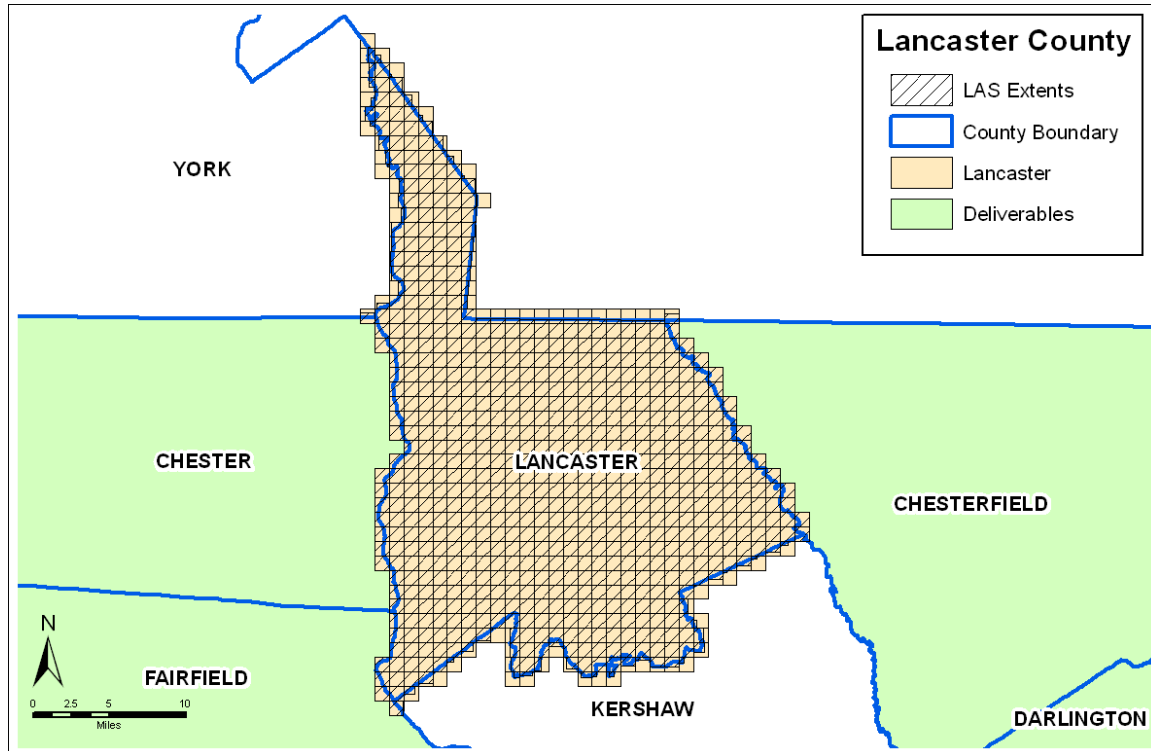 Lancaster County
LAS Extents
County Boundary
Lancaster
Deliverables
YORK
CHESTER
LANCASTER
CHESTERFIELD
N
FAIRFIELD
KERSHAW
DARLINGTON
0 2.5 5 10
Miles